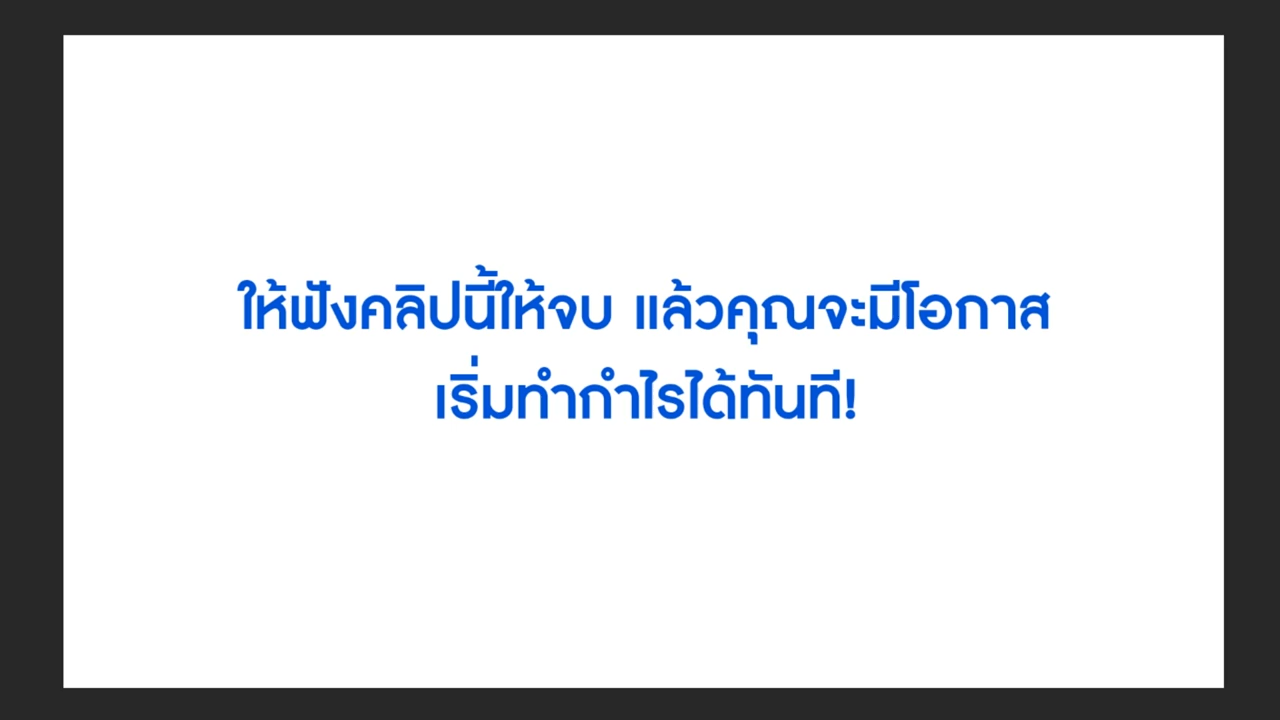 ให้ฟังคลิปนี้ให้จบ แล้วคุณจะมีโอกาส
เริ่มทำกำไรได้ทันที!